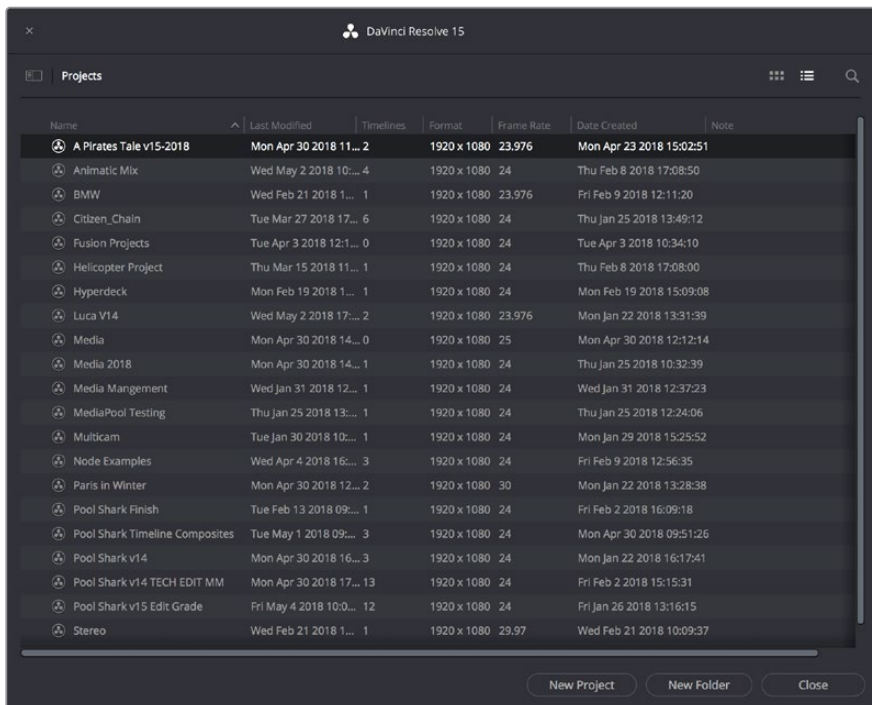 DaVinci Resolve 15
Projects
Name Last Modified Timelines Format Frame Rate Date Created Note
A Pirates Tale v15-2018 Mon Apr 30 2018 11... 2 1920 x 1080 23.976 Mon Apr 23 2018 15:02:51
Animatic Mix Wed May 2 2018 10:... 4 1920 x 1080 24 Thu Feb 8 2018 17:08:50
BMW Wed Feb 21 2018 1... 1 1920 x 1080 23.976 Fri Feb 9 2018 12:11:20
Citizen_Chain Tue Mar 27 2018 17... 6 1920 x 1080 24 Thu Jan 25 2018 13:49:12
Fusion Projects Tue Apr 3 2018 12:1... 0 1920 x 1080 24 Tue Apr 3 2018 10:34:10
Helicopter Project Thu Mar 15 2018 11... 1 1920 x 1080 24 Thu Feb 8 2018 17:08:00
Hyperdeck Mon Feb 19 2018 1... 1 1920 x 1080 24 Mon Feb 19 2018 15:09:08
Luca V14 Wed May 2 2018 17:... 2 1920 x 1080 23.976 Mon Jan 22 2018 13:31:39
Media Mon Apr 30 2018 14... 0 1920 x 1080 25 Mon Apr 30 2018 12:12:14
Media 2018 Mon Apr 30 2018 14... 1 1920 x 1080 24 Thu Jan 25 2018 10:32:39
Media Mangement Wed Jan 31 2018 12... 1 1920 x 1080 24 Wed Jan 31 2018 12:37:23
MediaPool Testing Thu Jan 25 2018 13:... 1 1920 x 1080 24 Thu Jan 25 2018 12:24:06
Multicam Tue Jan 30 2018 10:... 1 1920 x 1080 24 Mon Jan 29 2018 15:25:52
Node Examples Wed Apr 4 2018 16:... 3 1920 x 1080 24 Fri Feb 9 2018 12:56:35
Paris in Winter Mon Apr 30 2018 12... 2 1920 x 1080 30 Mon Jan 22 2018 13:28:38
Pool Shark Finish Tue Feb 13 2018 09:... 1 1920 x 1080 24 Fri Feb 2 2018 16:09:18
Pool Shark Timeline Composites Tue May 1 2018 09:... 3 1920 x 1080 24 Mon Apr 30 2018 09:51:26
Pool Shark v14 Mon Apr 30 2018 16... 3 1920 x 1080 24 Mon Jan 22 2018 16:17:41
Pool Shark v14 TECH EDIT MM Mon Apr 30 2018 17... 13 1920 x 1080 24 Fri Feb 2 2018 15:15:31
Pool Shark v15 Edit Grade Fri May 4 2018 10:0... 12 1920 x 1080 24 Fri Jan 26 2018 13:16:15
Stereo Wed Feb 21 2018 1... 1 1920 x 1080 29.97 Wed Feb 21 2018 10:09:37
New Project New Folder Close